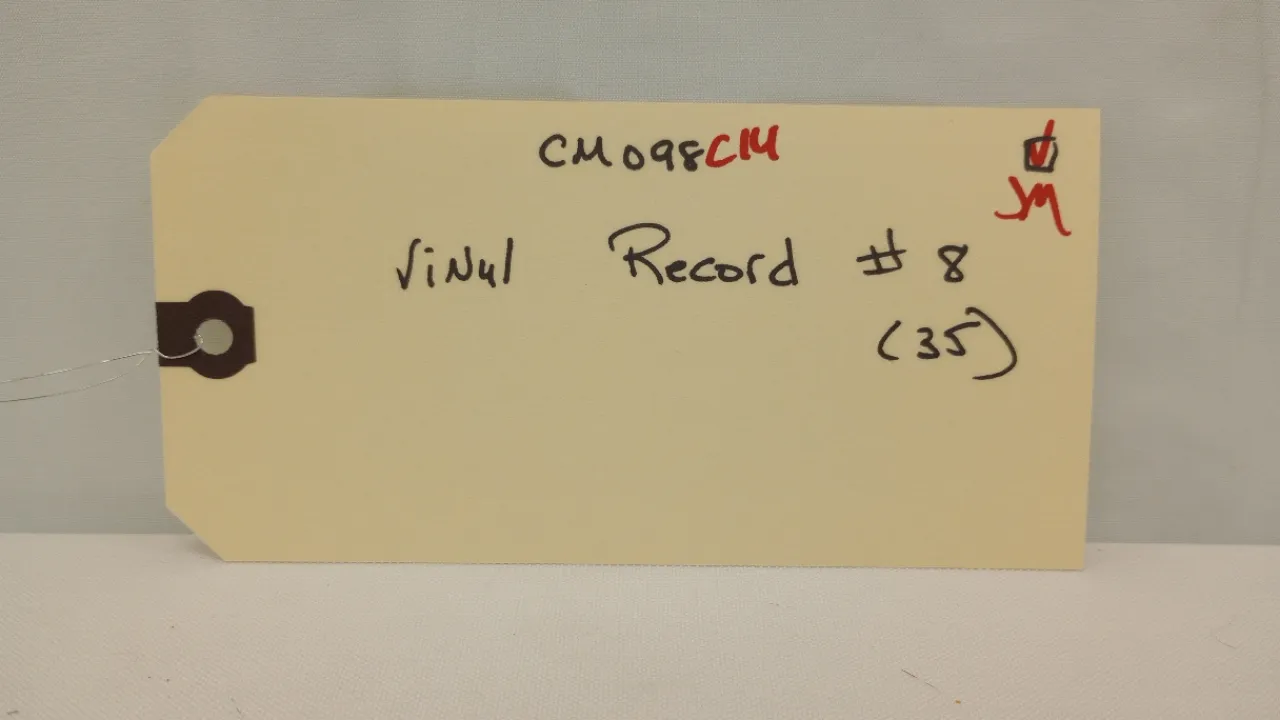 CM098C14
☑
JM
ViNyl Record # 8
(35)